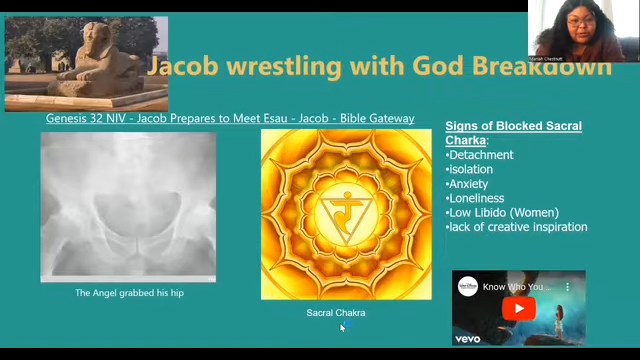 Jacob wrestling with God Breakdown
Genesis 32 NIV - Jacob Prepares to Meet Esau - Jacob - Bible Gateway
Signs of Blocked Sacral
Charka:
•Detachment
•isolation
•Anxiety
•Loneliness
•Low Libido (Women)
•lack of creative inspiration
The Angel grabbed his hip
Sacral Chakra
Know Who You...
vevo